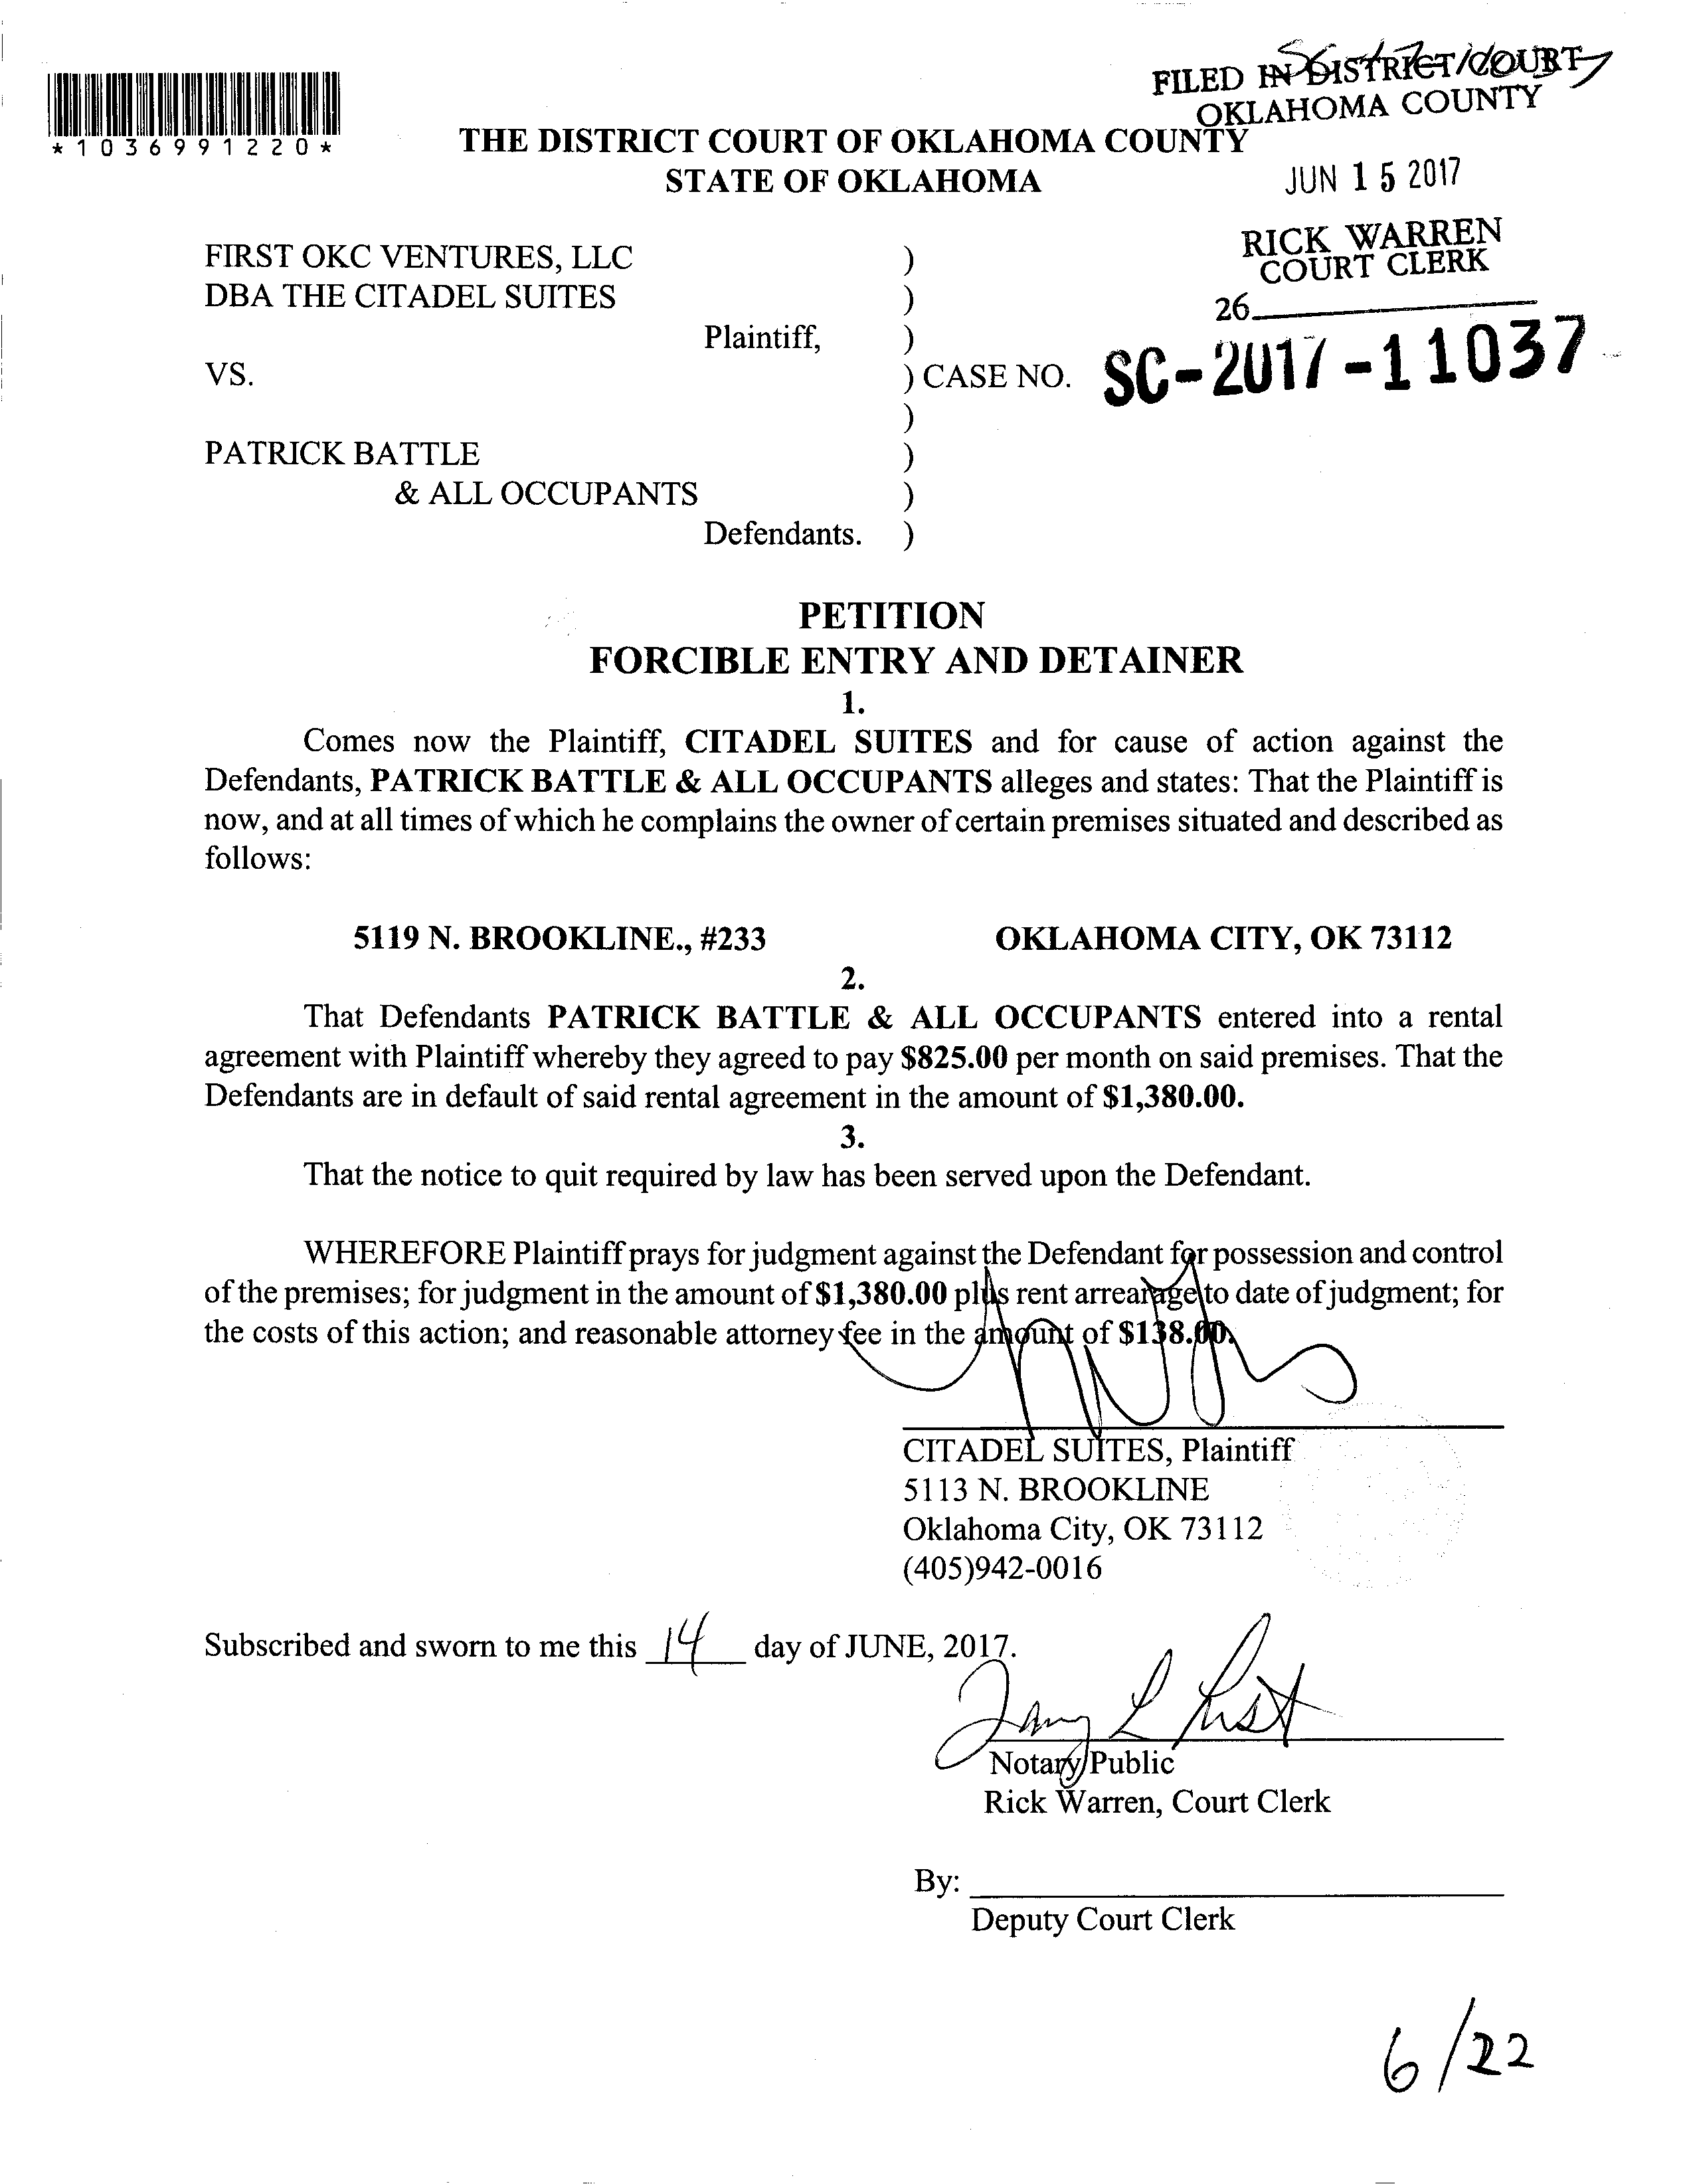 FILED IN DISTRICT COURT
OKLAHOMA COUNTY
*1036991220*
THE DISTRICT COURT OF OKLAHOMA COUNTY
STATE OF OKLAHOMA
JUN 15 2017
RICK WARREN
COURT CLERK
26
FIRST OKC VENTURES, LLC )
DBA THE CITADEL SUITES )
Plaintiff, )
VS. ) CASE NO. SC-2017-11037
)
PATRICK BATTLE )
& ALL OCCUPANTS )
Defendants. )
PETITION
FORCIBLE ENTRY AND DETAINER
1.
Comes now the Plaintiff, CITADEL SUITES and for cause of action against the
Defendants, PATRICK BATTLE & ALL OCCUPANTS alleges and states: That the Plaintiff is
now, and at all times of which he complains the owner of certain premises situated and described as
follows:
5119 N. BROOKLINE., #233 OKLAHOMA CITY, OK 73112
2.
That Defendants PATRICK BATTLE & ALL OCCUPANTS entered into a rental
agreement with Plaintiff whereby they agreed to pay $825.00 per month on said premises. That the
Defendants are in default of said rental agreement in the amount of $1,380.00.
3.
That the notice to quit required by law has been served upon the Defendant.
WHEREFORE Plaintiff prays for judgment against the Defendant for possession and control
of the premises; for judgment in the amount of $1,380.00 plus rent arrearage to date of judgment; for
the costs of this action; and reasonable attorney fee in the amount of $138.00.
CITADEL SUITES, Plaintiff
5113 N. BROOKLINE
Oklahoma City, OK 73112
(405)942-0016
Subscribed and sworn to me this 14 day of JUNE, 2017.
Notary Public
Rick Warren, Court Clerk
By:
Deputy Court Clerk
6/22